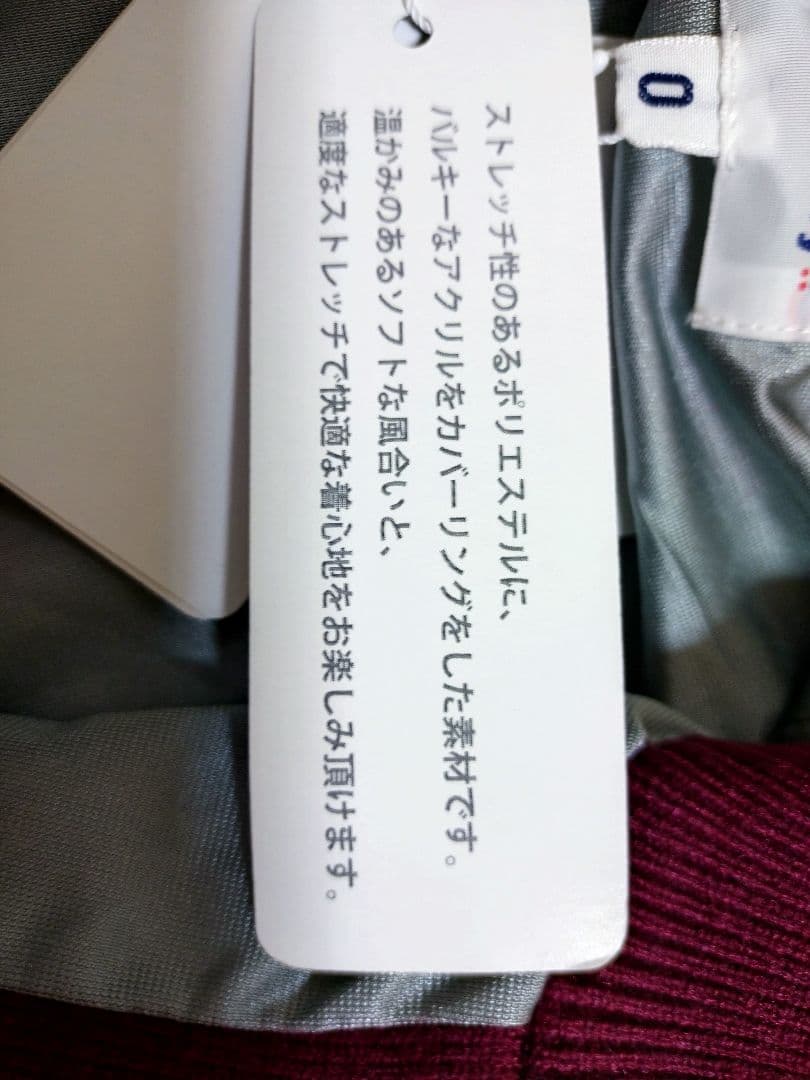 ストレッチ性のあるポリエステルに、
バルキーなアクリルをカバーリングをした素材です。
温かみのあるソフトな風合いと、
適度なストレッチで快適な着心地をお楽しみ頂けます。
0